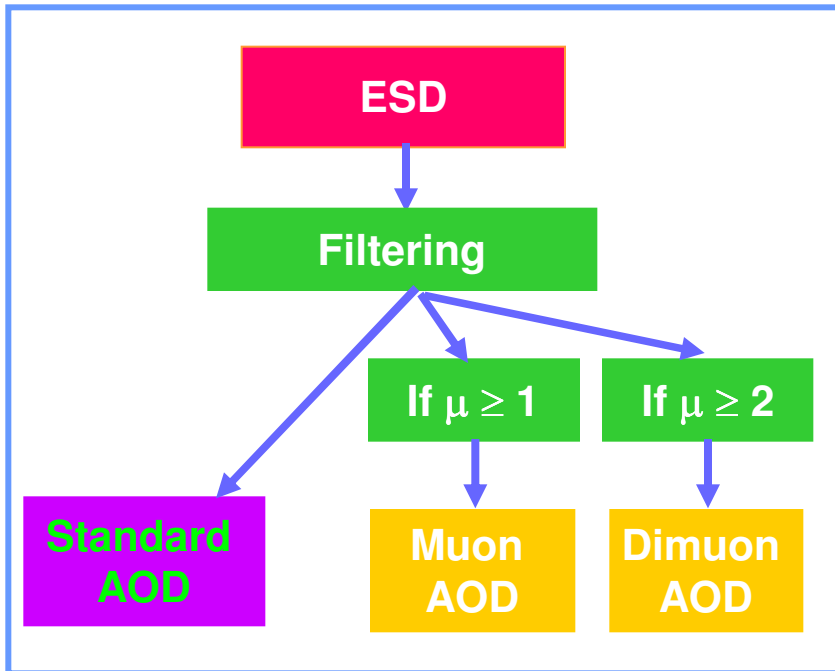 ESD
Filtering
If μ ≥ 1
If μ ≥ 2
Standard
AOD
Muon
AOD
Dimuon
AOD